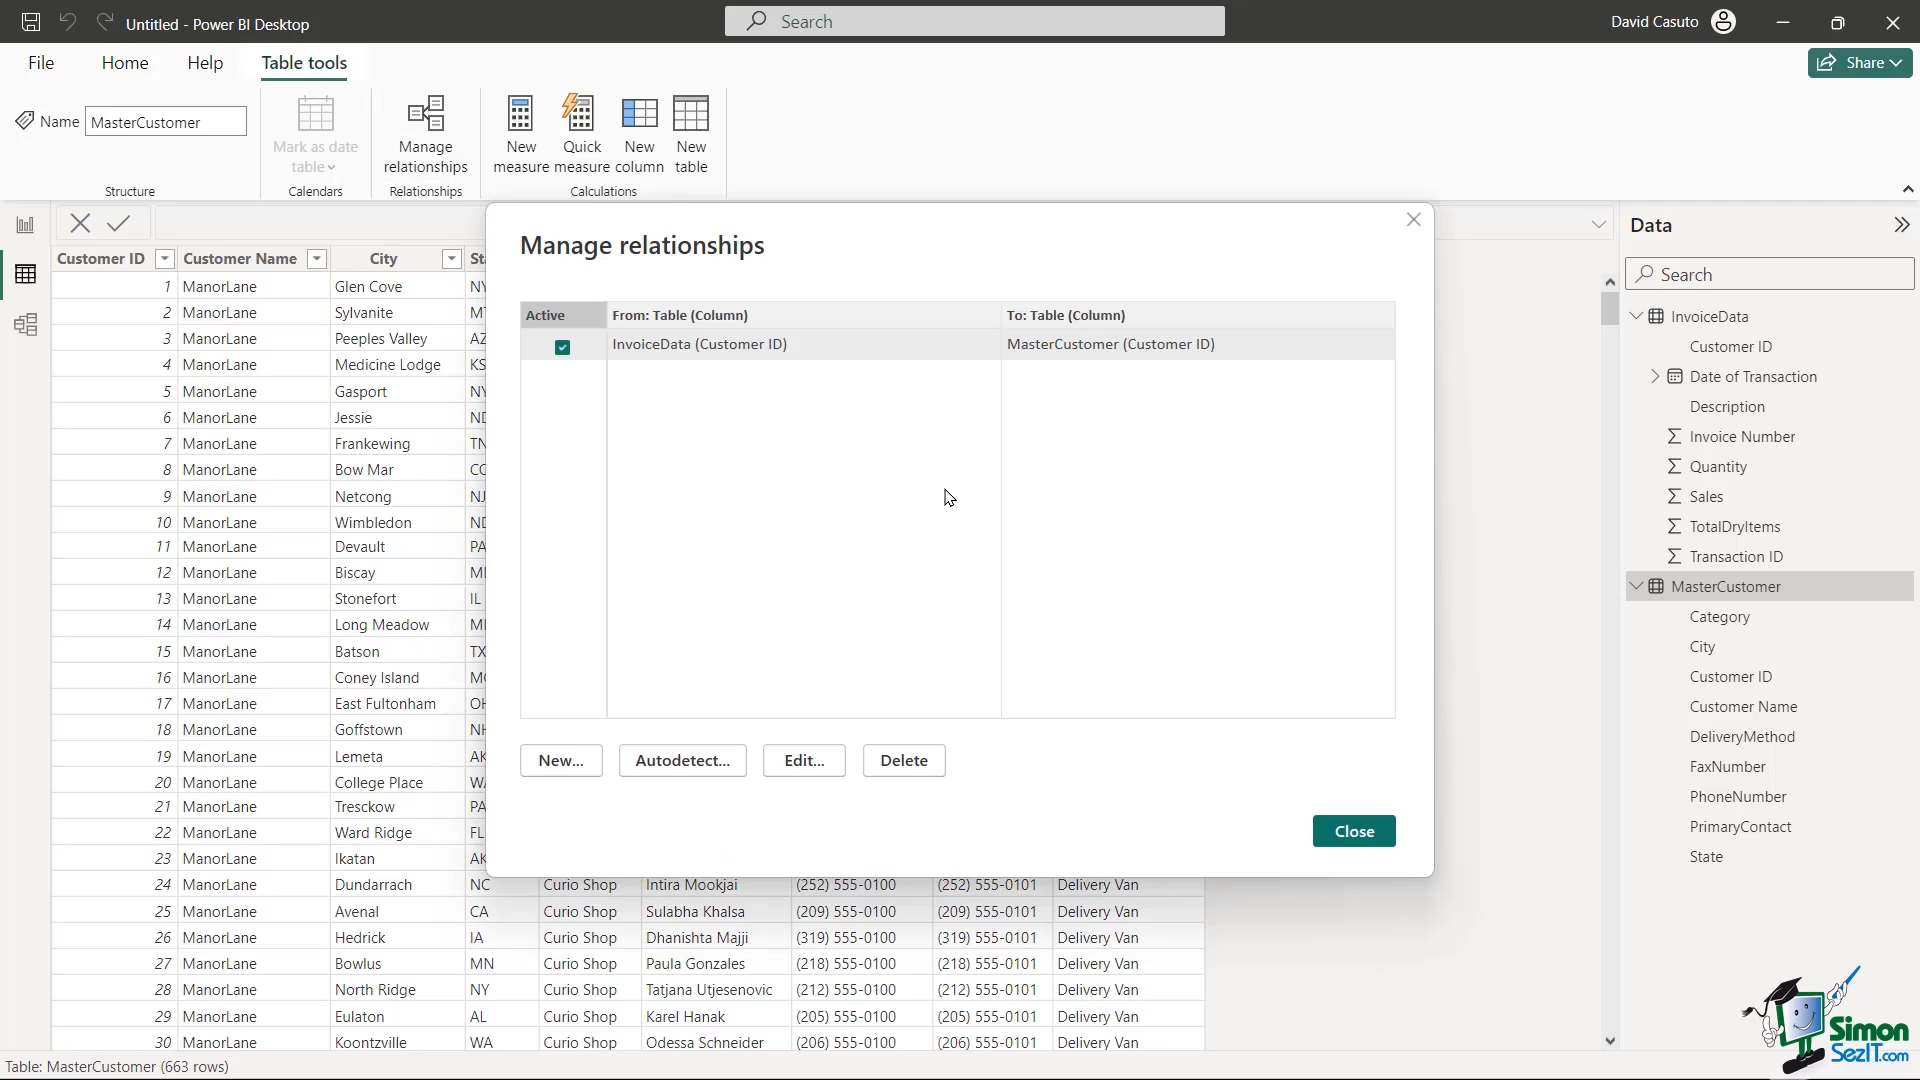 Untitled - Power BI Desktop
Search
David Casuto
File
Home
Help
Table tools
Share
Name
MasterCustomer
Mark as date
table
Manage
relationships
New
measure
Quick
measure
New
column
New
table
Structure
Calendars
Relationships
Calculations
Customer ID
Customer Name
City
1 ManorLane Glen Cove NY
2 ManorLane Sylvanite
3 ManorLane Peeples Valley AZ
4 ManorLane Medicine Lodge KS
5 ManorLane Gasport NY
6 ManorLane Jessie
7 ManorLane Frankewing TN
8 ManorLane Bow Mar
9 ManorLane Netcong NJ
10 ManorLane Wimbledon
11 ManorLane Devault PA
12 ManorLane Biscay
13 ManorLane Stonefort IL
14 ManorLane Long Meadow
15 ManorLane Batson TX
16 ManorLane Coney Island
17 ManorLane East Fultonham
18 ManorLane Goffstown
19 ManorLane Lemeta AK
20 ManorLane College Place
21 ManorLane Tresckow PA
22 ManorLane Ward Ridge FL
23 ManorLane Ikatan AK
24 ManorLane Dundarrach NC Curio Shop Intira Mookjai (252) 555-0100 (252) 555-0101 Delivery Van
25 ManorLane Avenal CA Curio Shop Sulabha Khalsa (209) 555-0100 (209) 555-0101 Delivery Van
26 ManorLane Hedrick IA Curio Shop Dhanishta Majji (319) 555-0100 (319) 555-0101 Delivery Van
27 ManorLane Bowlus MN Curio Shop Paula Gonzales (218) 555-0100 (218) 555-0101 Delivery Van
28 ManorLane North Ridge NY Curio Shop Tatjana Utjesenovic (212) 555-0100 (212) 555-0101 Delivery Van
29 ManorLane Eulaton AL Curio Shop Karel Hanak (205) 555-0100 (205) 555-0101 Delivery Van
30 ManorLane Koontzville WA Curio Shop Odessa Schneider (206) 555-0100 (206) 555-0101 Delivery Van
Manage relationships
Active
From: Table (Column)
To: Table (Column)
InvoiceData (Customer ID)
MasterCustomer (Customer ID)
New...
Autodetect...
Edit...
Delete
Close
Data
Search
InvoiceData
Customer ID
Date of Transaction
Description
Invoice Number
Quantity
Sales
TotalDryItems
Transaction ID
MasterCustomer
Category
City
Customer ID
Customer Name
DeliveryMethod
FaxNumber
PhoneNumber
PrimaryContact
State
Table: MasterCustomer (663 rows)
Simon
SezIT.com